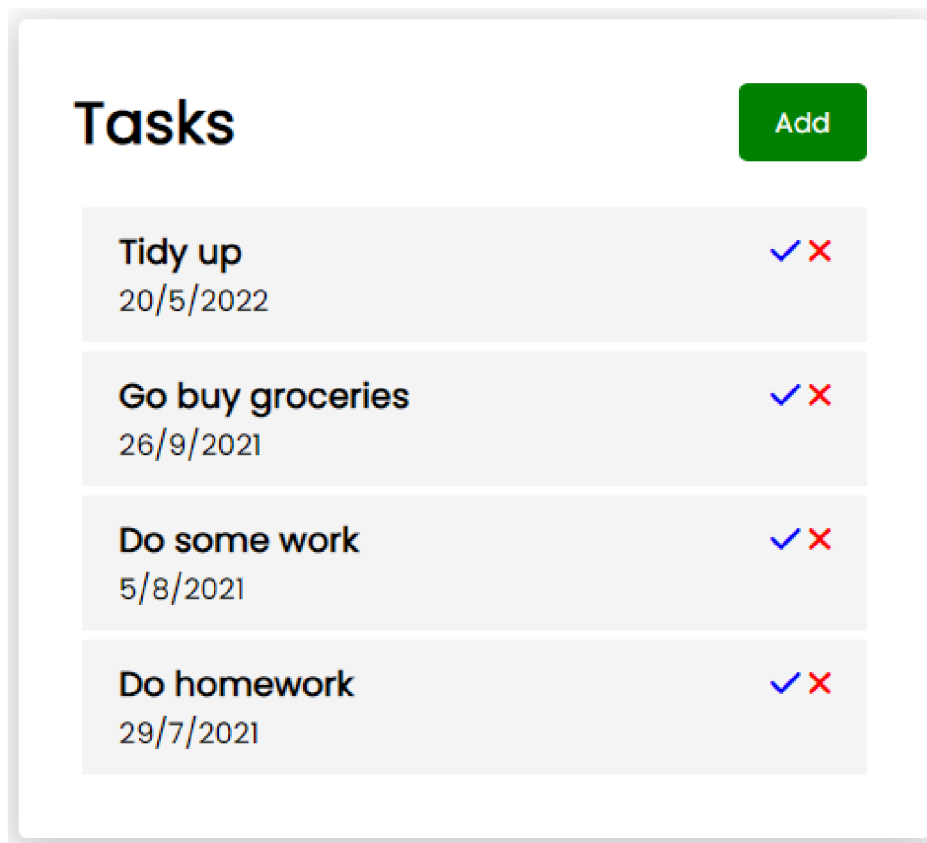 Tasks
Add
Tidy up
20/5/2022
Go buy groceries
26/9/2021
Do some work
5/8/2021
Do homework
29/7/2021